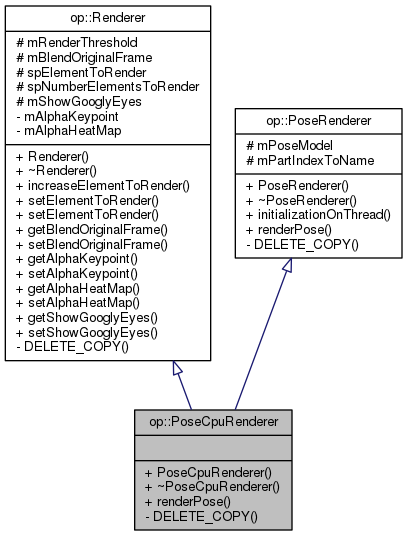 op::Renderer
# mRenderThreshold
# mBlendOriginalFrame
# spElementToRender
# spNumberElementsToRender
# mShowGooglyEyes
- mAlphaKeypoint
- mAlphaHeatMap
+ Renderer()
+ ~Renderer()
+ increaseElementToRender()
+ setElementToRender()
+ setElementToRender()
+ getBlendOriginalFrame()
+ setBlendOriginalFrame()
+ getAlphaKeypoint()
+ setAlphaKeypoint()
+ getAlphaHeatMap()
+ setAlphaHeatMap()
+ getShowGooglyEyes()
+ setShowGooglyEyes()
- DELETE_COPY()
op::PoseRenderer
# mPoseModel
# mPartIndexToName
+ PoseRenderer()
+ ~PoseRenderer()
+ initializationOnThread()
+ renderPose()
- DELETE_COPY()
op::PoseCpuRenderer
+ PoseCpuRenderer()
+ ~PoseCpuRenderer()
+ renderPose()
- DELETE_COPY()